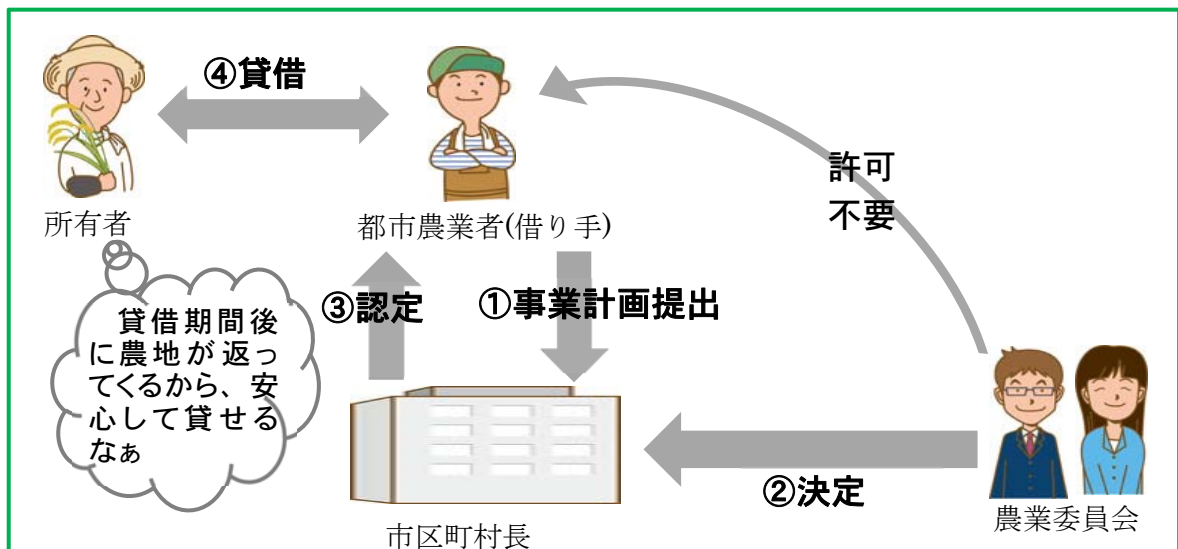 ④貸借
許可
不要
所有者
都市農業者(借り手)
貸借期間後
に農地が返っ
てくるから、安
心して貸せる
なぁ
③認定
①事業計画提出
②決定
市区町村長
農業委員会